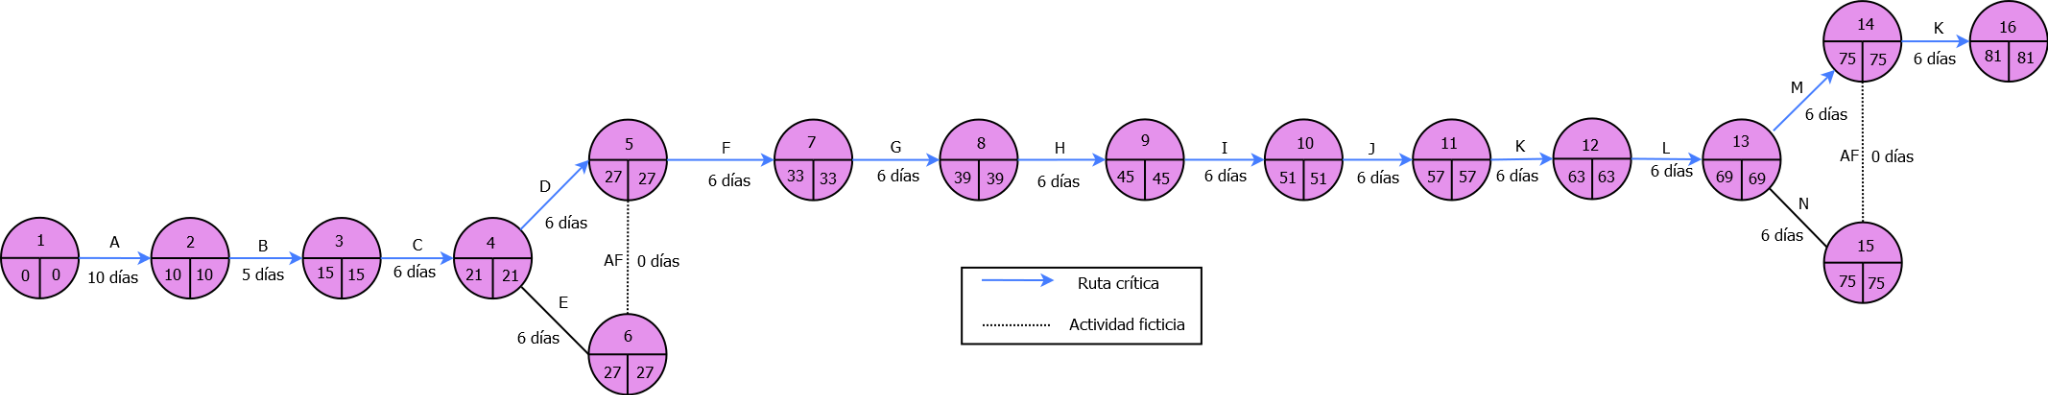 1
0 0
A
10 días
2
10 10
B
5 días
3
15 15
C
6 días
4
21 21
D
6 días
E
6 días
5
27 27
AF 0 días
6
27 27
F
6 días
7
33 33
G
6 días
8
39 39
H
6 días
9
45 45
I
6 días
10
51 51
J
6 días
11
57 57
K
6 días
12
63 63
L
6 días
13
69 69
M
6 días
N
6 días
14
75 75
AF 0 días
15
75 75
K
6 días
16
81 81
Ruta crítica
Actividad ficticia